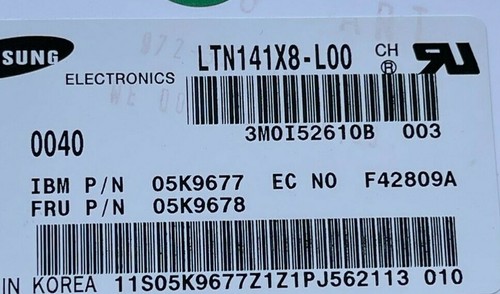 SUNG
ELECTRONICS
LTN141X8-L00 CH
®
3M0I52610B 003
0040
IBM P/N 05K9677 EC NO F42809A
FRU P/N 05K9678
IN KOREA 11S05K9677Z1Z1PJ562113 010